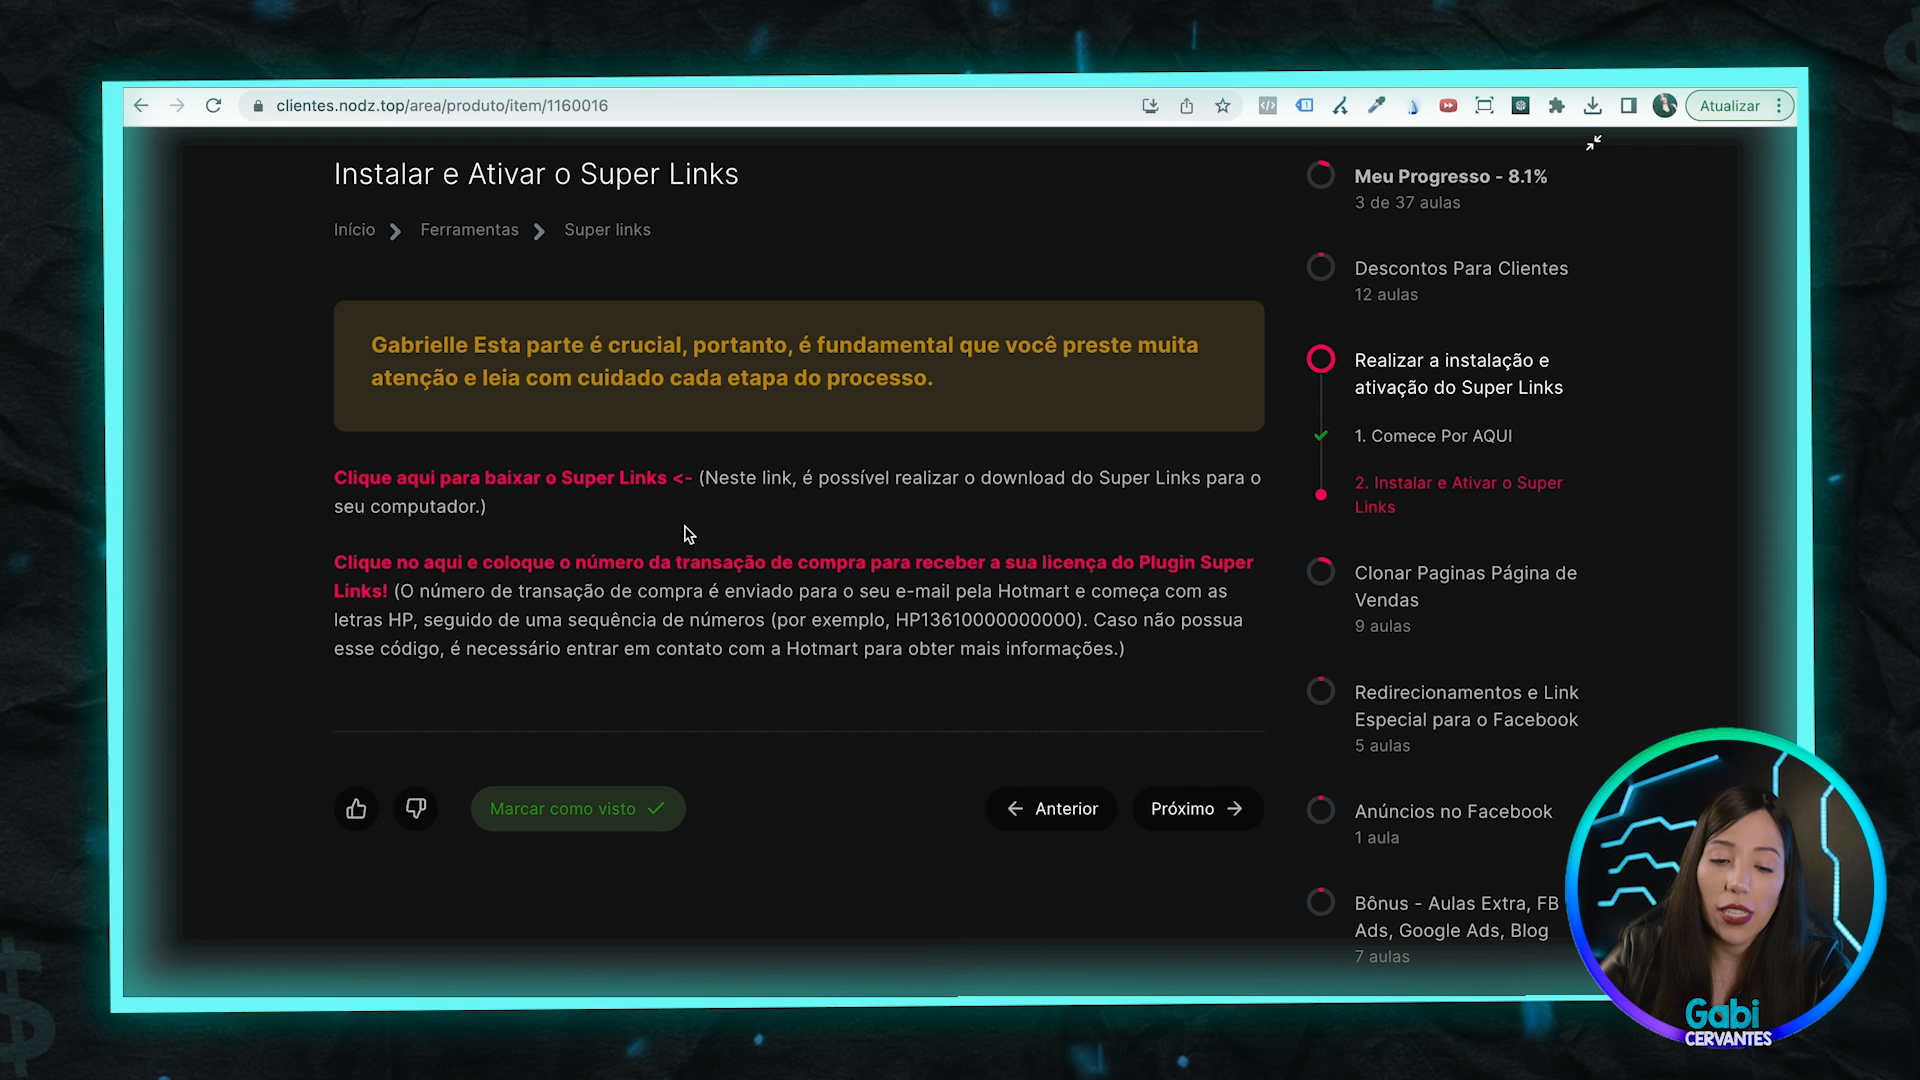 clientes.nodz.top/area/produto/item/1160016
Atualizar
Instalar e Ativar o Super Links
Início
Ferramentas
Super links
Gabrielle Esta parte é crucial, portanto, é fundamental que você preste muita
atenção e leia com cuidado cada etapa do processo.
Clique aqui para baixar o Super Links <- (Neste link, é possível realizar o download do Super Links para o
seu computador.)
Clique no aqui e coloque o número da transação de compra para receber a sua licença do Plugin Super
Links! (O número de transação de compra é enviado para o seu e-mail pela Hotmart e começa com as
letras HP, seguido de uma sequência de números (por exemplo, HP13610000000000). Caso não possua
esse código, é necessário entrar em contato com a Hotmart para obter mais informações.)
Marcar como visto
Anterior
Próximo
Meu Progresso - 8.1%
3 de 37 aulas
Descontos Para Clientes
12 aulas
Realizar a instalação e
ativação do Super Links
1. Comece Por AQUI
2. Instalar e Ativar o Super
Links
Clonar Paginas Página de
Vendas
9 aulas
Redirecionamentos e Link
Especial para o Facebook
5 aulas
Anúncios no Facebook
1 aula
Bônus - Aulas Extra, FB
Ads, Google Ads, Blog
7 aulas
Gabi
CERVANTES